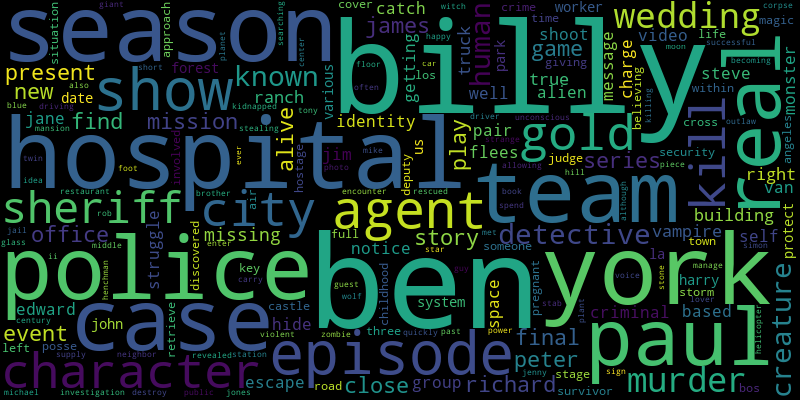 season
billy
hospital
real
ben
york
police
paul
case
team
episode
character
show
city
sheriff
agent
gold
kill
murder
wedding
detective
creature
known
find
mission
event
office
present
new
date
ranch
jane
missing
story
alive
identity
play
game
james
catch
human
truck
park
series
building
vampire
final
peter
richard
close
group
escape
edward
hide
john
struggle
space
system
notice
flees
pair
well
getting
us
jim
various
cover
shoot
true
alien
video
steve
charge
message
monster
right
van
self
protect
based
criminal
harry
storm
los
angeles
la
town
judge
security
cross
within
life
magic
worker
crime
time
giving
believing
killing
becoming
outlaw
successful
moon
happy
witch
corpse
giant
situation
approach
searching
center
planet
forest
short
also
blue
driving
mansion
kidnapped
stealing
tony
floor
often
car
driver
unconscious
strange
allowing
book
hill
spend
although
piece
encounter
rescued
met
someone
simon
manage
stone
lover
voice
helicopter
plant
power
stab
pregnant
guy
star
past
quickly
three
childhood
guest
wolf
full
key
carry
castle
zombie
violent
road
stage
survivor
jenny
sign
bos
jones
public
destroy
investigation
michael
supply
neighbor
revealed
station
retrieve
henchman
posse
century
left
middle
enter
ii
glass
jail
rob
brother
air
discovered
restaurant
idea
twin
foot
ever
involved
hostage
photo
mike
deputy